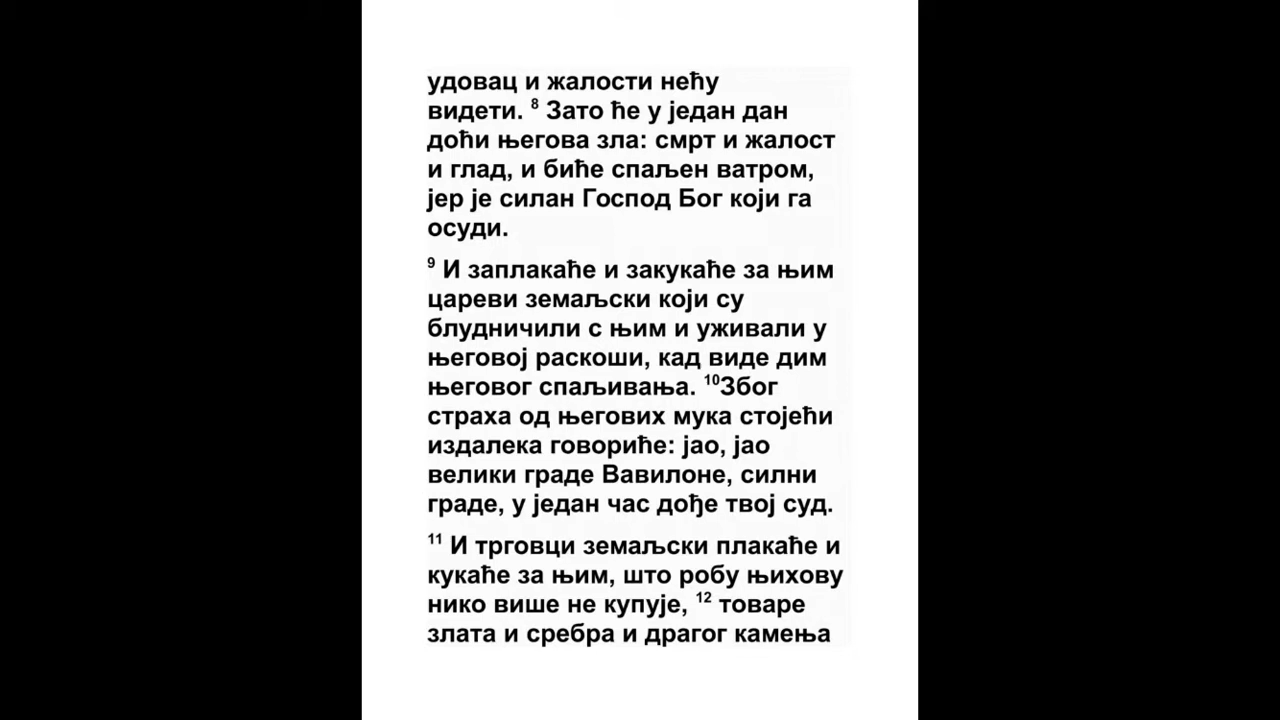 удовац и жалости нећу
видети. 8 Зато ће у један дан
доћи његова зла: смрт и жалост
и глад, и биће спаљен ватром,
јер је силан Господ Бог који га
осуди.
9 И заплакаће и закукаће за њим
цареви земаљски који су
блудничили с њим и уживали у
његовој раскоши, кад виде дим
његовог спаљивања. 10Због
страха од његових мука стојећи
издалека говориће: јао, јао
велики граде Вавилоне, силни
граде, у један час дође твој суд.
11 И трговци земаљски плакаће и
кукаће за њим, што робу њихову
нико више не купује, 12 товаре
злата и сребра и драгог камења